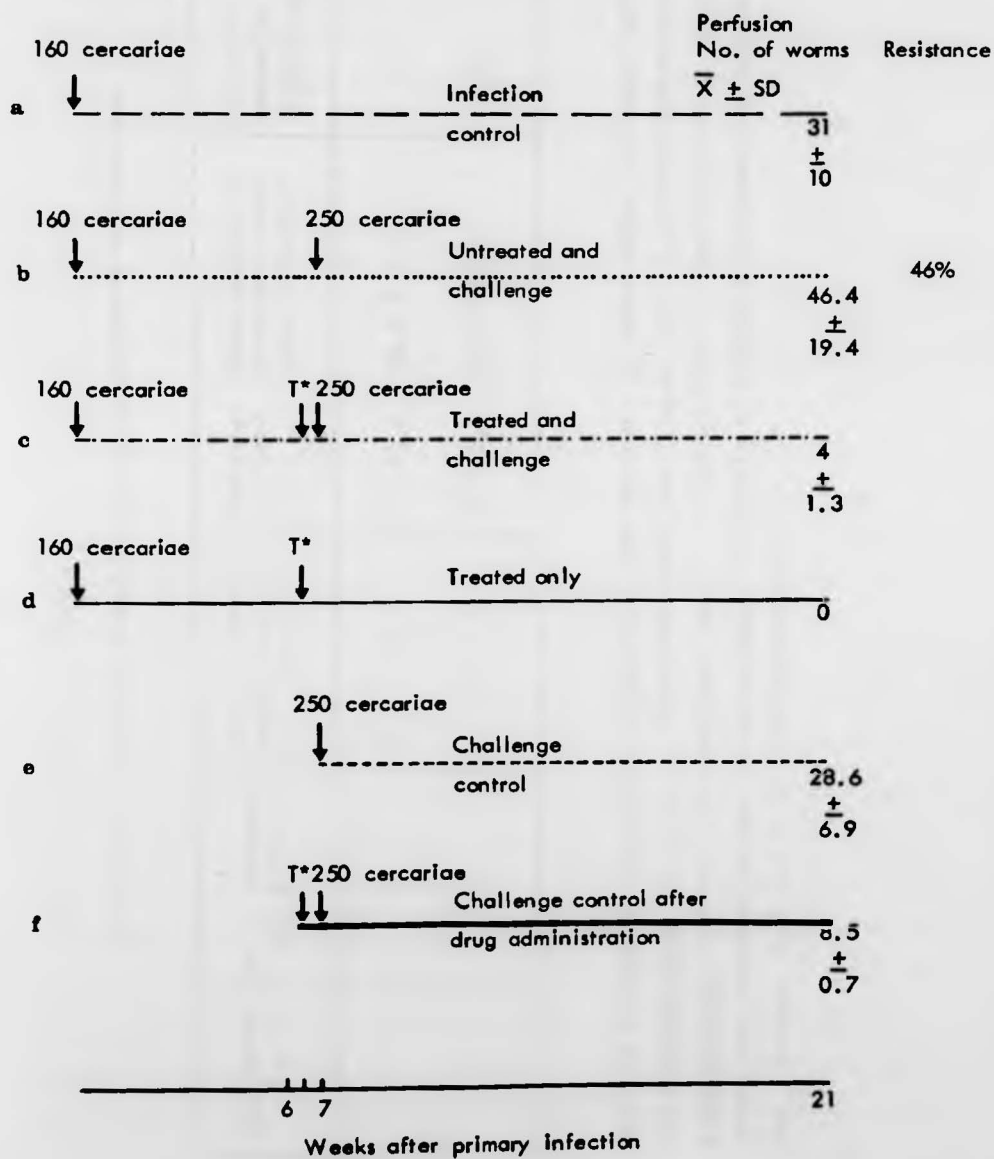 Perfusion
No. of worms Resistance
X ± SD
160 cercariae
a Infection
control
31
±
10
160 cercariae 250 cercariae
b Untreated and 46%
challenge
46.4
±
19.4
160 cercariae T* 250 cercariae
c Treated and
challenge
4
±
1.3
160 cercariae T*
d Treated only
0
250 cercariae
e Challenge
control
28.6
±
6.9
T* 250 cercariae
f Challenge control after
drug administration
±
0.7
6 7 21
Weeks after primary infection